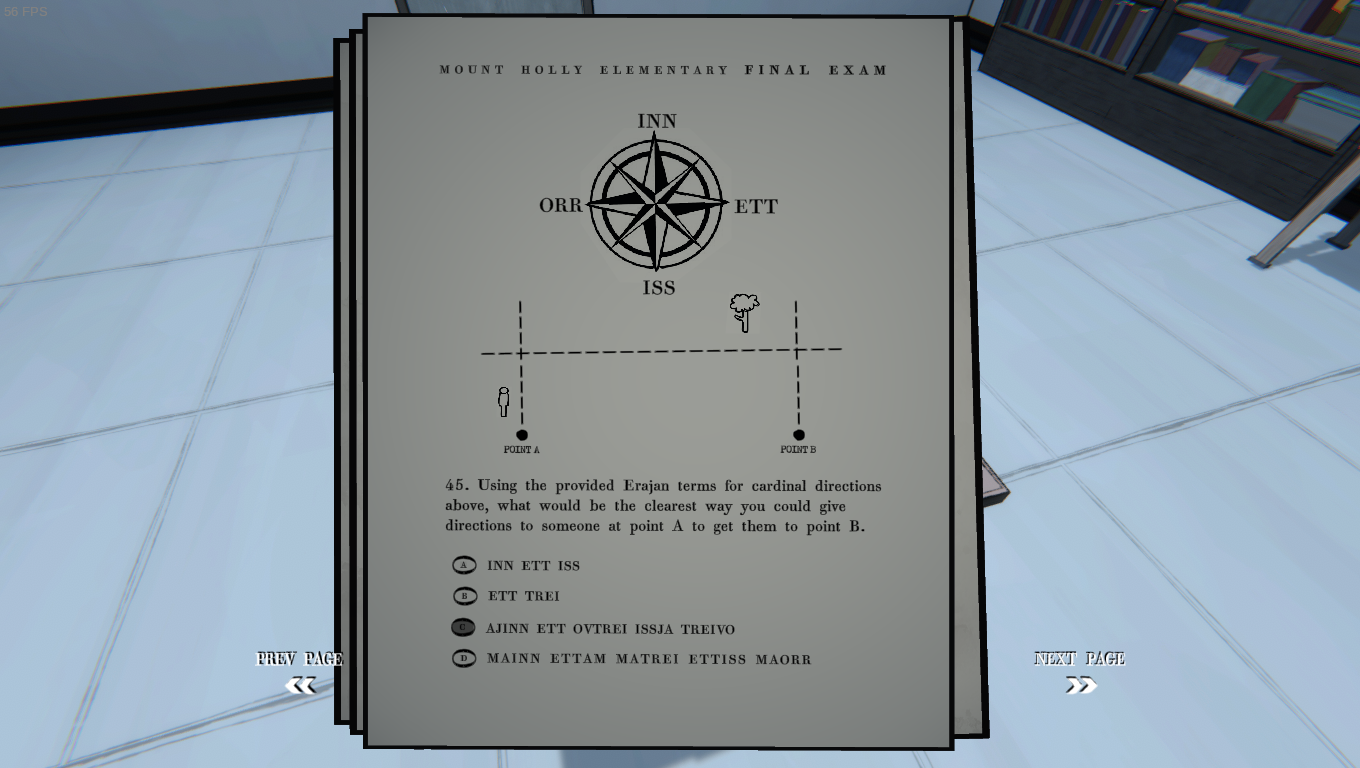 56 FPS
MOUNT HOLLY ELEMENTARY FINAL EXAM
INN
ORR
ETT
ISS
POINT A
POINT B
45. Using the provided Erajan terms for cardinal directions
above, what would be the clearest way you could give
directions to someone at point A to get them to point B.
A INN ETT ISS
B ETT TREI
C AJINN ETT OVTREI ISSJA TREIVO
D MAINN ETTAM MATREI ETTISS MAORR
PREV PAGE
NEXT PAGE